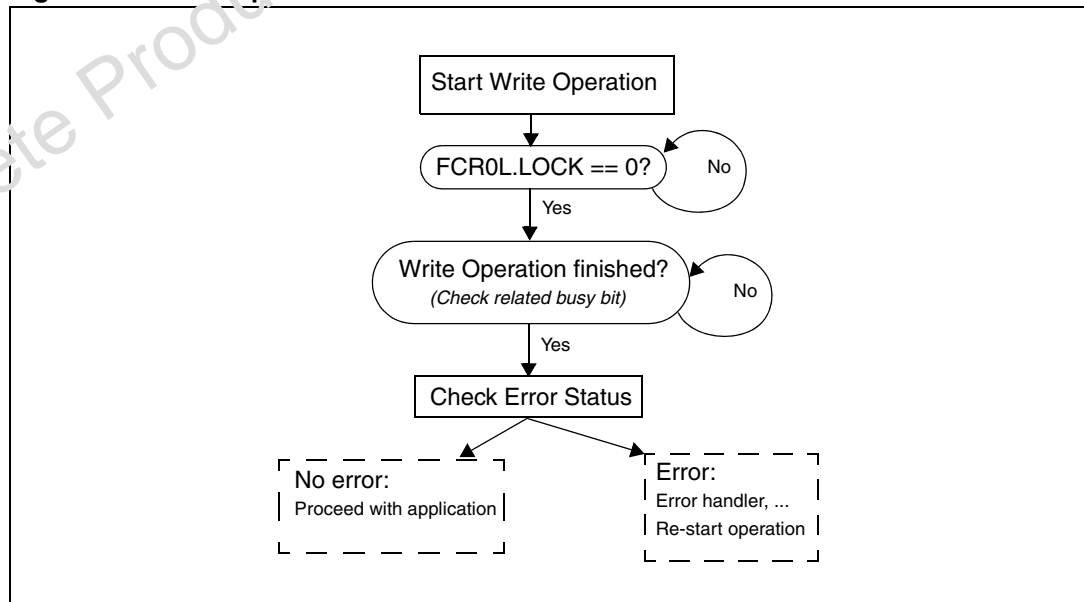 Start Write Operation
FCR0L.LOCK == 0?
No
Yes
Write Operation finished?
(Check related busy bit)
No
Yes
Check Error Status
No error:
Proceed with application
Error:
Error handler, ...
Re-start operation